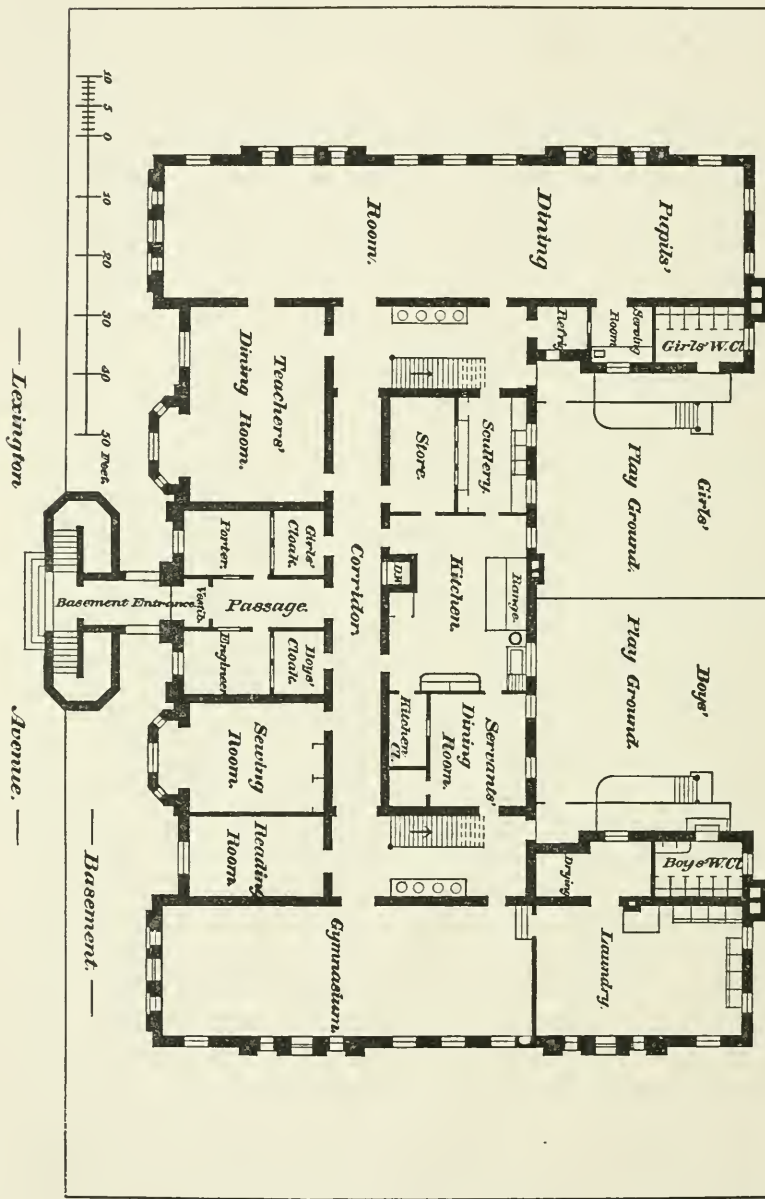 10 5 0 10 20 30 40 50 Feet.
Pupils'
Dining
Room.
Girls' W.Cl
Serving
Room
Refrig
Girls'
Play Ground.
Boys'
Play Ground.
Teachers'
Dining Room.
Store.
Scullery.
Kitchen.
Range.
Corridor.
Girls'
Cloak.
Porter.
Basement Entrance
Vestib.
Passage.
Boys'
Cloak.
Engineer
Servants'
Dining
Room.
Kitchen
Cl.
Sewing
Room.
Reading
Room.
Boys' W.Cl
Drying
Laundry.
Gymnasium.
— Basement. —
— Lexington Avenue. —